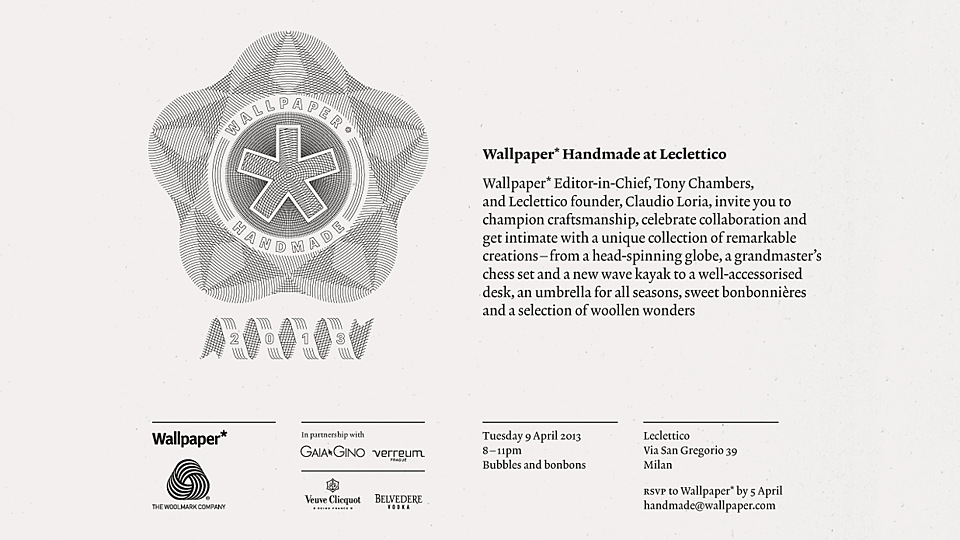 WALLPAPER*
HANDMADE
2013
Wallpaper* Handmade at Leclettico
Wallpaper* Editor-in-Chief, Tony Chambers,
and Leclettico founder, Claudio Loria, invite you to
champion craftsmanship, celebrate collaboration and
get intimate with a unique collection of remarkable
creations – from a head-spinning globe, a grandmaster’s
chess set and a new wave kayak to a well-accessorised
desk, an umbrella for all seasons, sweet bonbonnières
and a selection of woollen wonders
Wallpaper*
THE WOOLMARK COMPANY
In partnership with
GAIA GINO
verreum
PRAGUE
Veuve Clicquot
REIMS FRANCE
BELVEDERE
VODKA
Tuesday 9 April 2013
8 – 11pm
Bubbles and bonbons
Leclettico
Via San Gregorio 39
Milan
RSVP to Wallpaper* by 5 April
handmade@wallpaper.com